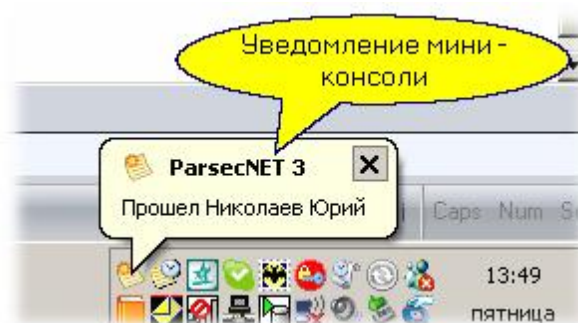 Уведомление мини-
консоли
ParsecNET 3
Прошел Николаев Юрий
Caps Num
13:49
пятница